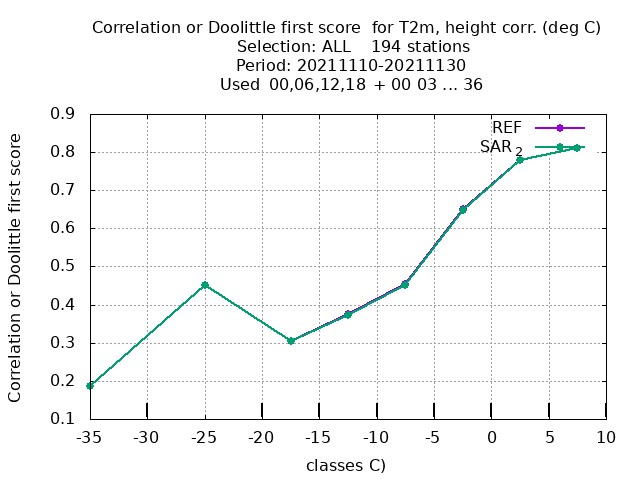 Correlation or Doolittle first score  for T2m, height corr. (deg C)
Selection: ALL    194 stations
Period: 20211110-20211130
Used  00,06,12,18  + 00 03 ... 36
REF
SAR 2
Correlation or Doolittle first score
0.9
0.8
0.7
0.6
0.5
0.4
0.3
0.2
0.1
-35 -30 -25 -20 -15 -10 -5 0 5 10
classes C)